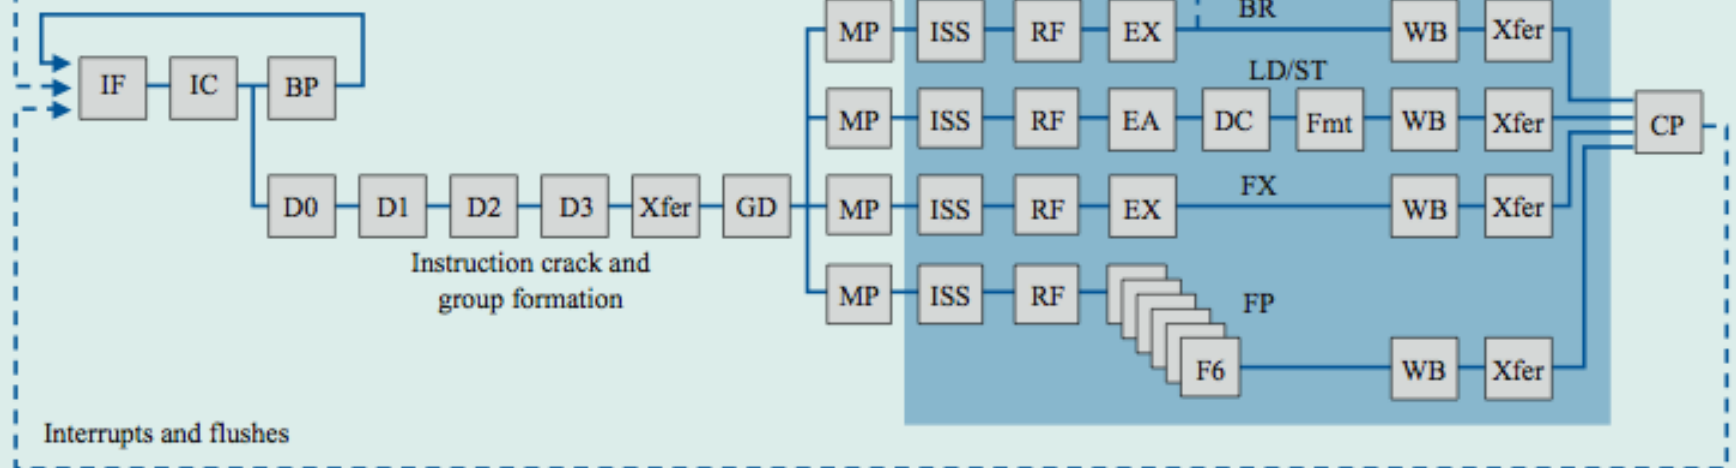 BR
MP ISS RF EX WB Xfer
LD/ST
IF IC BP
MP ISS RF EA DC Fmt WB Xfer CP
FX
D0 D1 D2 D3 Xfer GD MP ISS RF EX WB Xfer
Instruction crack and
group formation
MP ISS RF FP
F6 WB Xfer
Interrupts and flushes